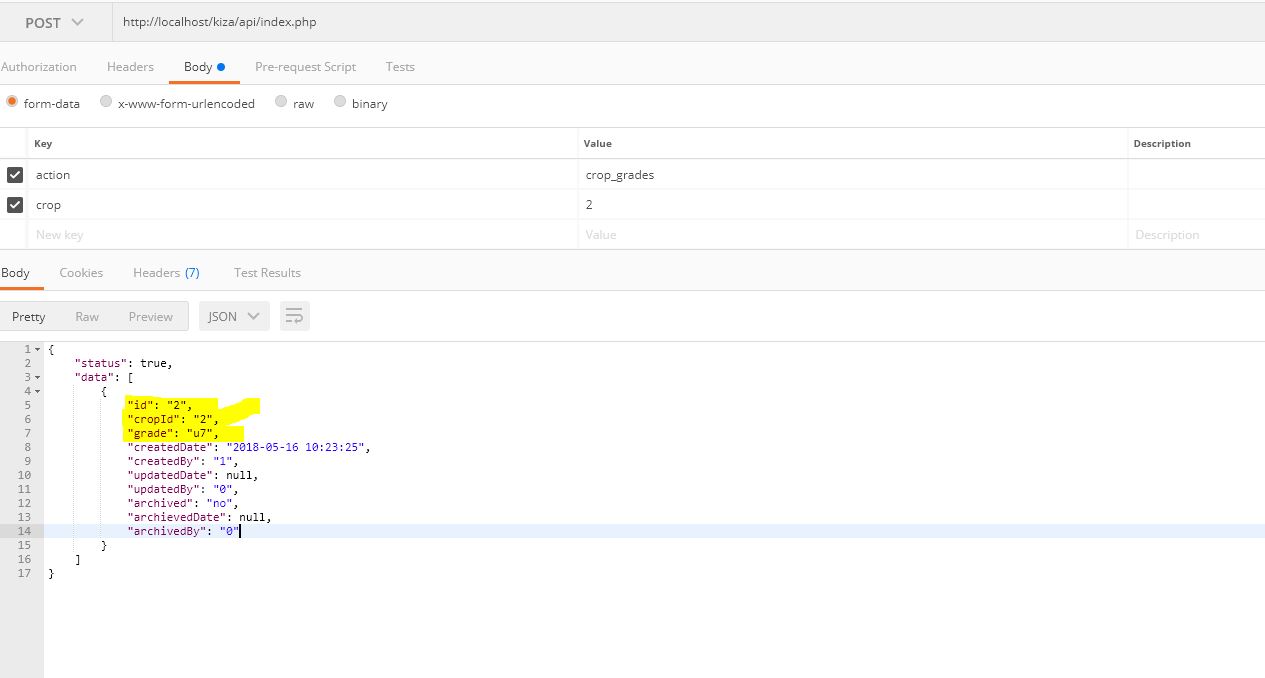 POST http://localhost/kiza/api/index.php
Authorization Headers Body Pre-request Script Tests
form-data x-www-form-urlencoded raw binary
Key Value Description
action crop_grades
crop 2
New key Value Description
Body Cookies Headers (7) Test Results
Pretty Raw Preview JSON
1 {
2 "status": true,
3 "data": [
4 {
5 "id": "2",
6 "cropId": "2",
7 "grade": "u7",
8 "createdDate": "2018-05-16 10:23:25",
9 "createdBy": "1",
10 "updatedDate": null,
11 "updatedBy": "0",
12 "archived": "no",
13 "archievedDate": null,
14 "archivedBy": "0"
15 }
16 ]
17 }